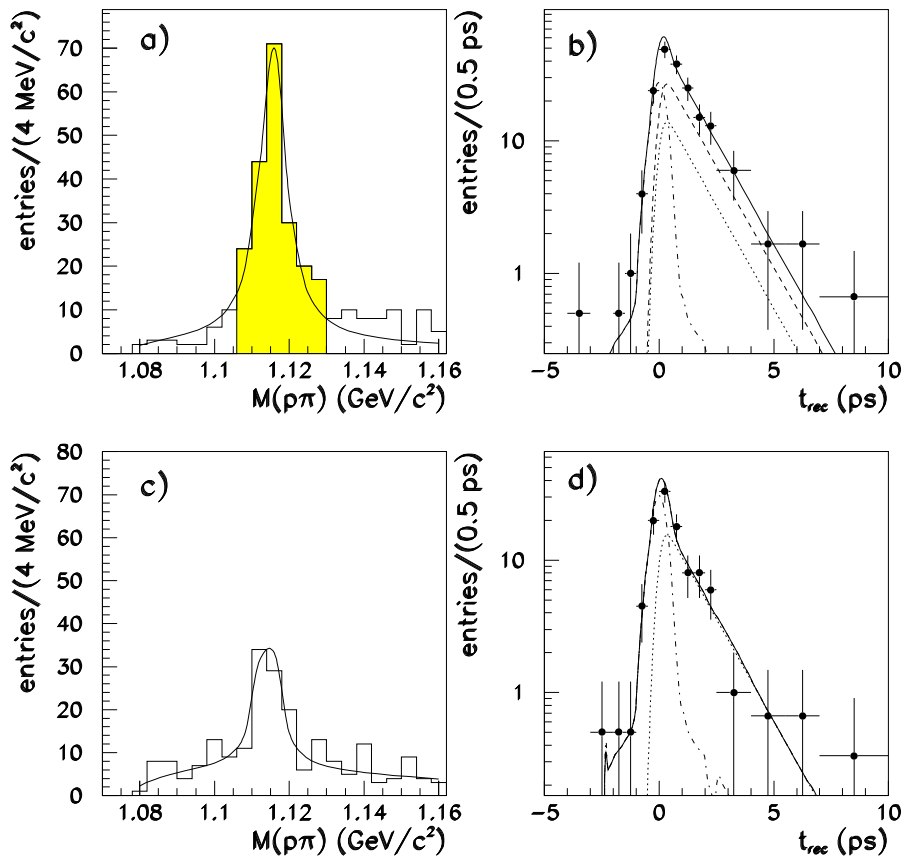 a)
entries/(4 MeV/c²)
70
60
50
40
30
20
10
0
1.08 1.1 1.12 1.14 1.16
M(pπ) (GeV/c²)
b)
entries/(0.5 ps)
10
1
−5 0 5 10
t_rec (ps)
c)
entries/(4 MeV/c²)
80
70
60
50
40
30
20
10
0
1.08 1.1 1.12 1.14 1.16
M(pπ) (GeV/c²)
d)
entries/(0.5 ps)
10
1
−5 0 5 10
t_rec (ps)